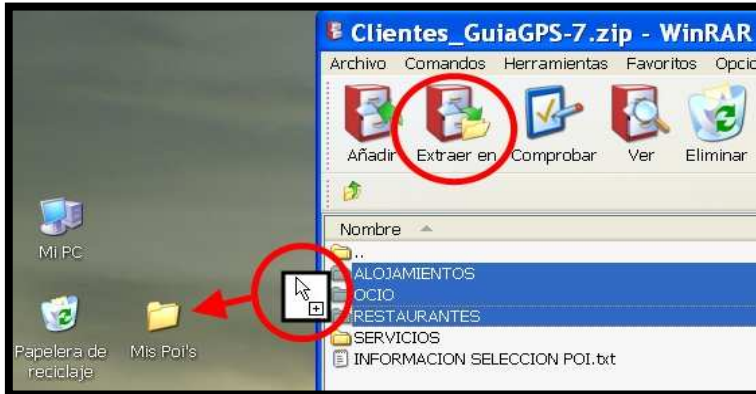 Clientes_GuiaGPS-7.zip - WinRAR
Archivo Comandos Herramientas Favoritos Opcio
Añadir Extraer en Comprobar Ver Eliminar
Nombre
..
ALOJAMIENTOS
OCIO
RESTAURANTES
SERVICIOS
INFORMACION SELECCION POI.txt
Mi PC
Papelera de
reciclaje
Mis Poi's